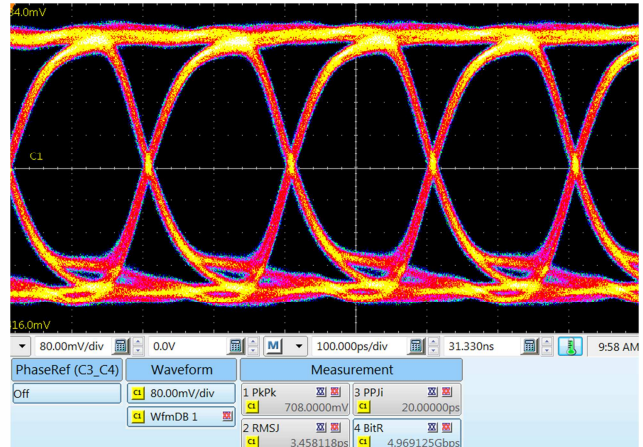 34.0mV
C1
316.0mV
80.00mV/div 0.0V M 100.000ps/div 31.330ns 9:58 AM
PhaseRef (C3_C4) Waveform Measurement
Off C1 80.00mV/div 1 PkPk 3 PPJi
C1 708.0000mV C1 20.00000ps
C1 WfmDB 1 2 RMSJ 4 BitR
C1 3.458118ps C1 4.969125Gbps